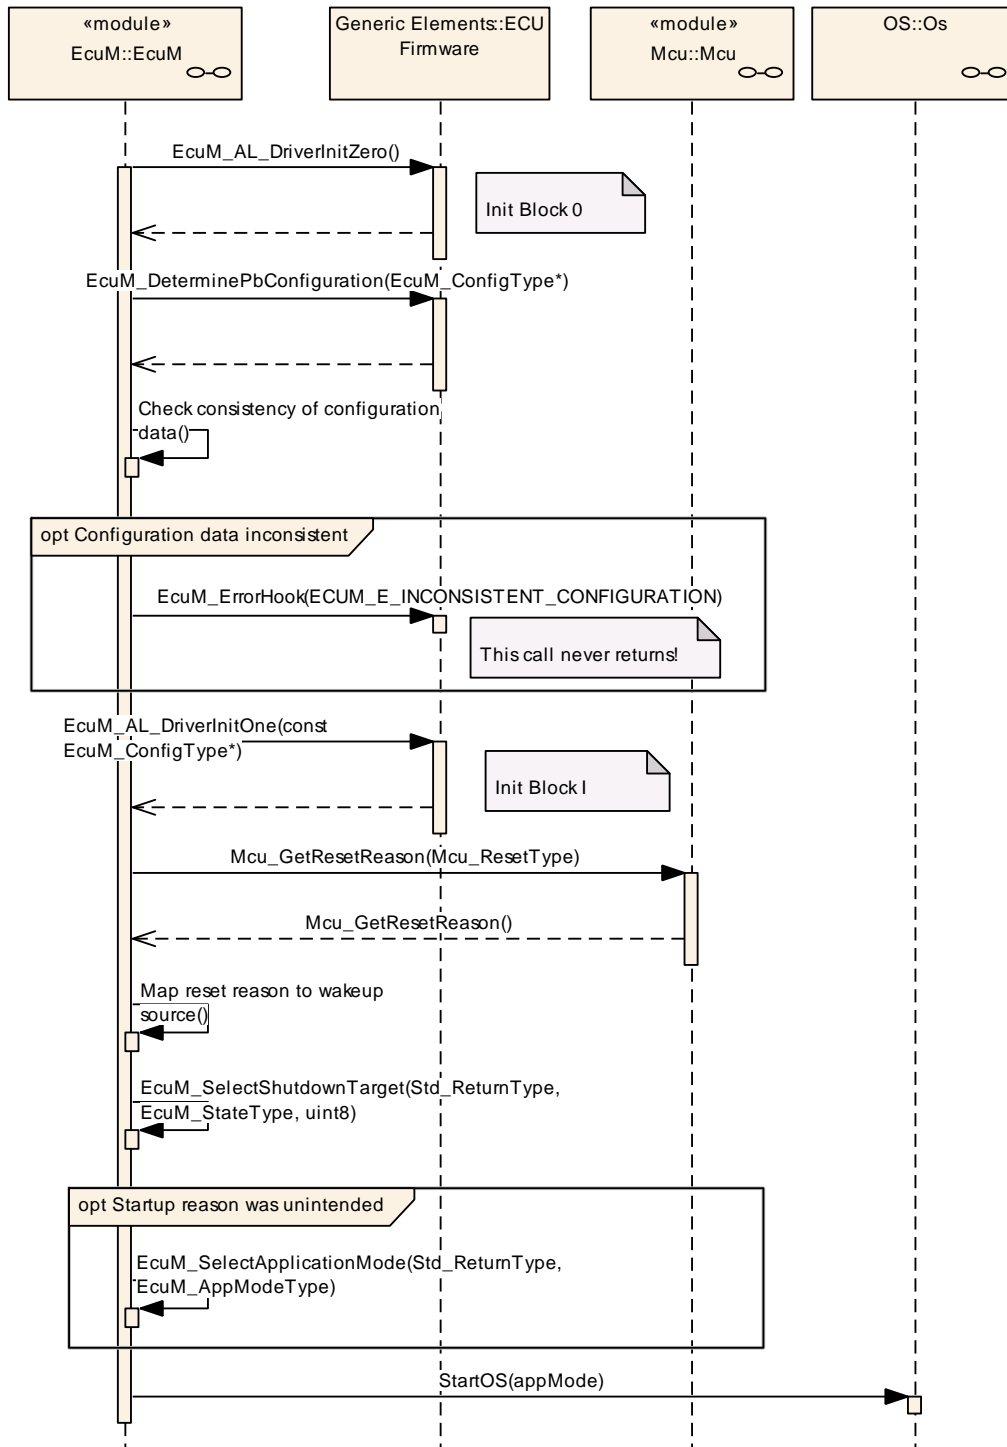 «module»
EcuM::EcuM
Generic Elements::ECU
Firmware
«module»
Mcu::Mcu
OS::Os
EcuM_AL_DriverInitZero()
Init Block 0
EcuM_DeterminePbConfiguration(EcuM_ConfigType*)
Check consistency of configuration
data()
opt Configuration data inconsistent
EcuM_ErrorHook(ECUM_E_INCONSISTENT_CONFIGURATION)
This call never returns!
EcuM_AL_DriverInitOne(const
EcuM_ConfigType*)
Init Block I
Mcu_GetResetReason(Mcu_ResetType)
Mcu_GetResetReason()
Map reset reason to wakeup
source()
EcuM_SelectShutdownTarget(Std_ReturnType,
EcuM_StateType, uint8)
opt Startup reason was unintended
EcuM_SelectApplicationMode(Std_ReturnType,
EcuM_AppModeType)
StartOS(appMode)